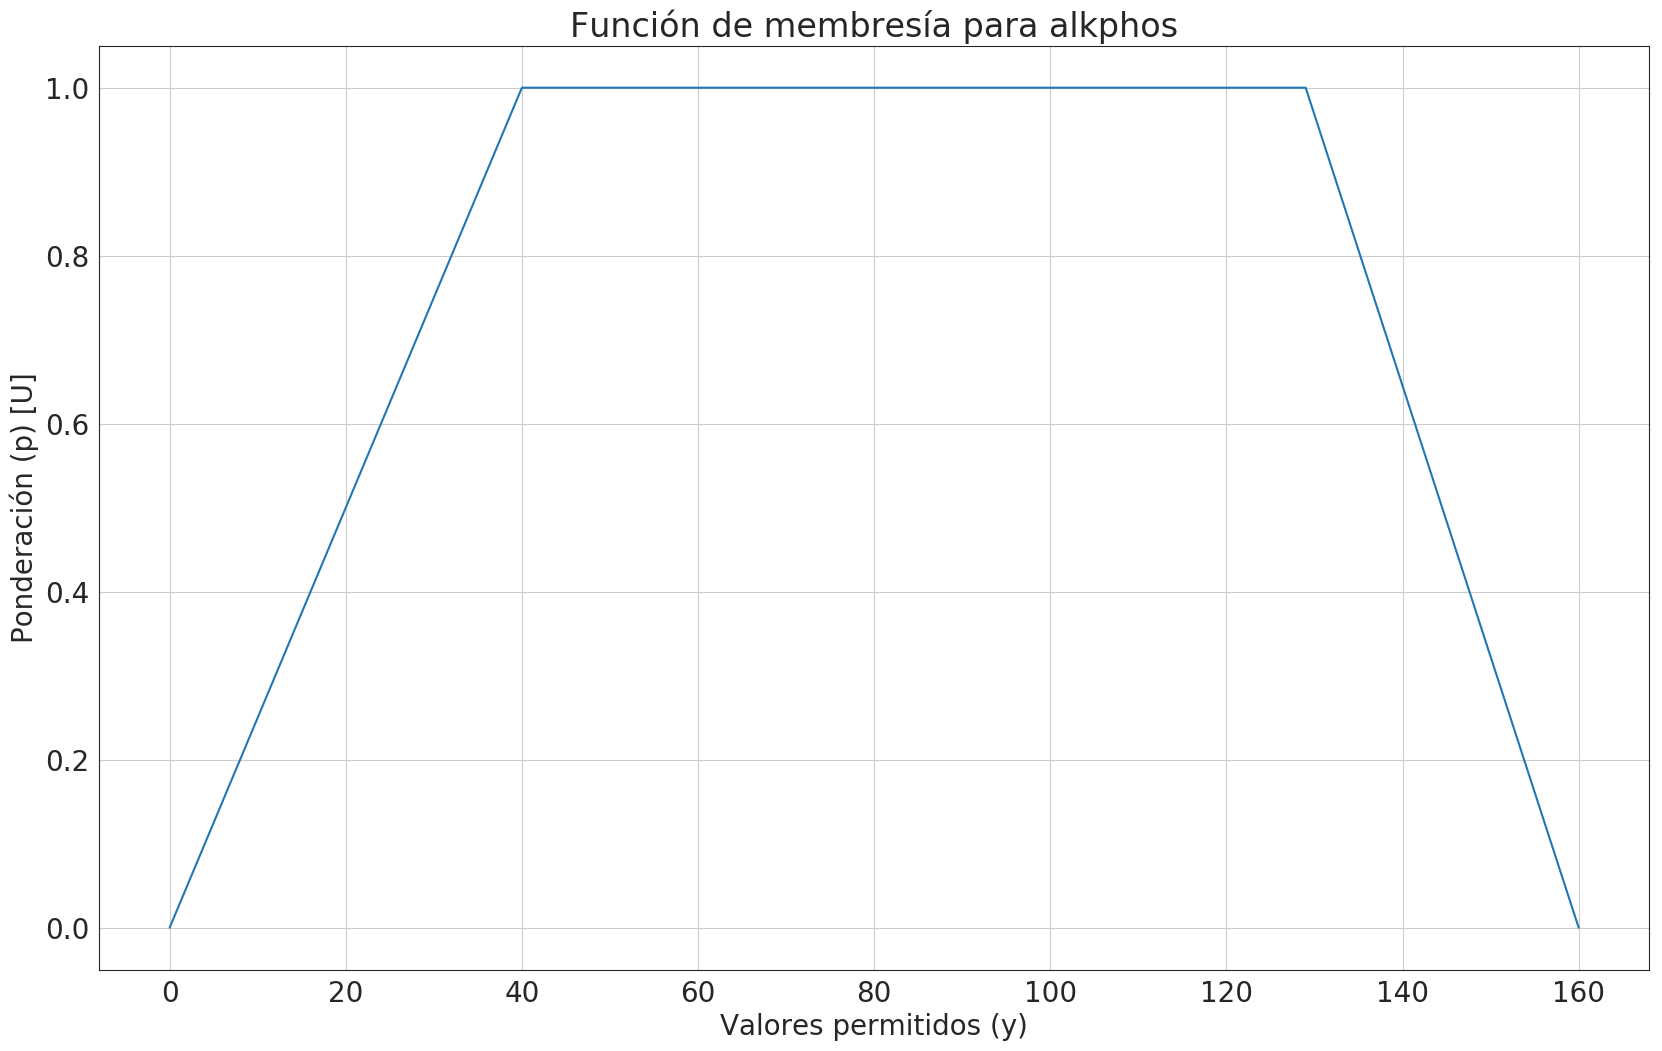 Función de membresía para alkphos
1.0
0.8
0.6
0.4
0.2
0.0
Ponderación (p) [U]
0 20 40 60 80 100 120 140 160
Valores permitidos (y)